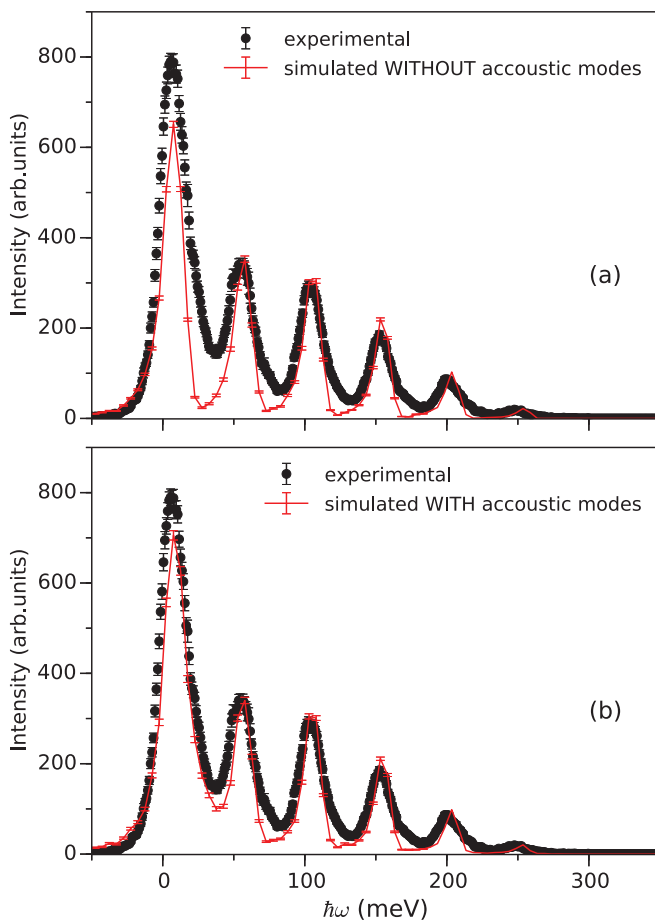 experimental
simulated WITHOUT accoustic modes
800
600
400
200
0
Intensity (arb.units)
(a)
experimental
simulated WITH accoustic modes
800
600
400
200
0
Intensity (arb.units)
(b)
0 100 200 300
ħω (meV)